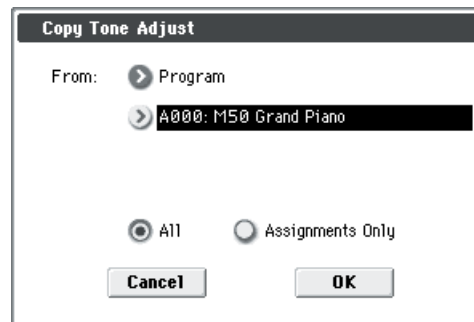 Copy Tone Adjust
From: Program
A000: M50 Grand Piano
All Assignments Only
Cancel OK